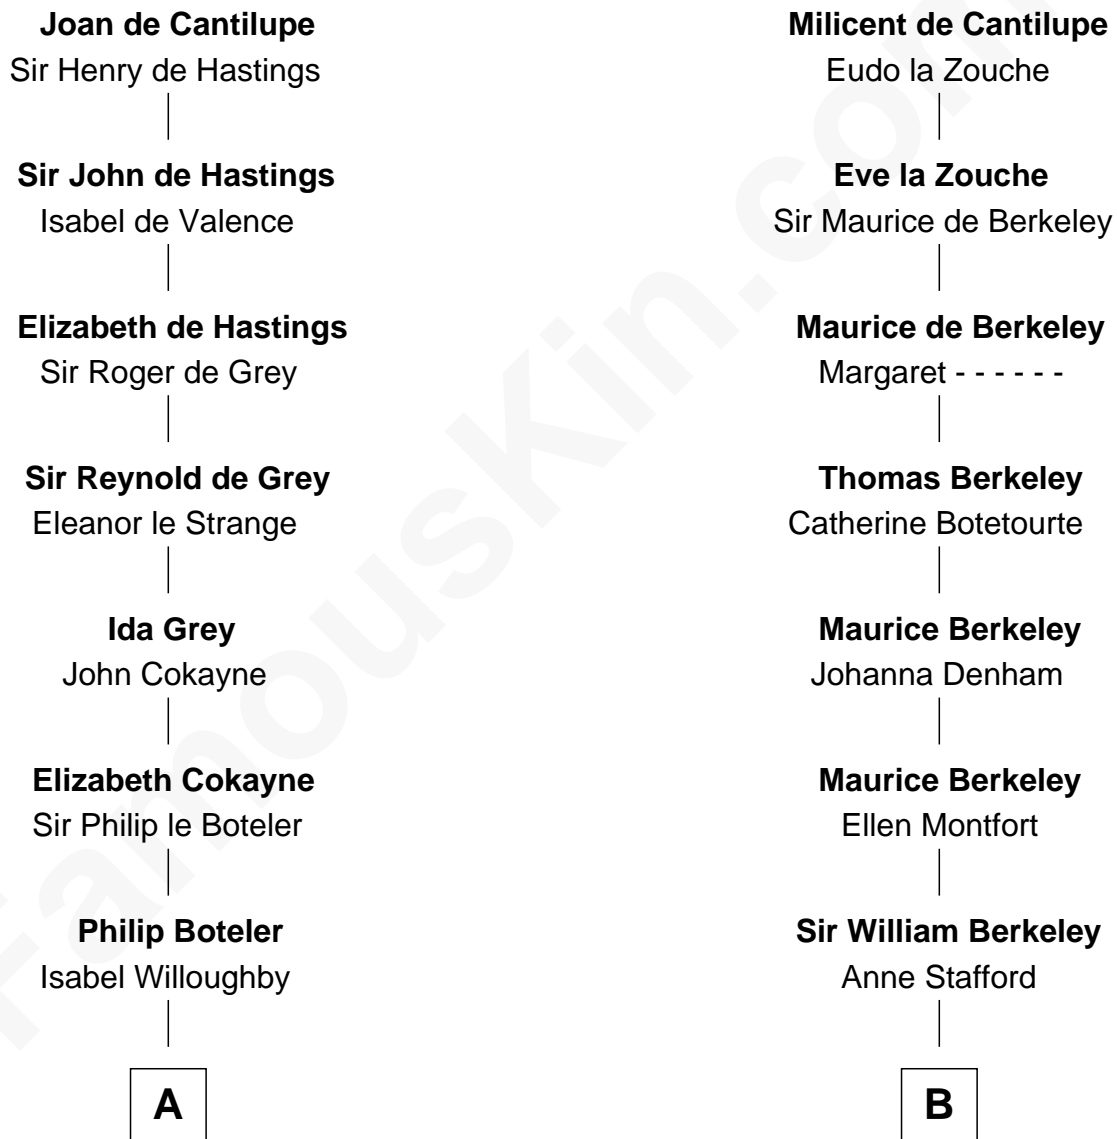 Joan de Cantilupe
Sir Henry de Hastings
Sir John de Hastings
Isabel de Valence
Elizabeth de Hastings
Sir Roger de Grey
Sir Reynold de Grey
Eleanor le Strange
Ida Grey
John Cokayne
Elizabeth Cokayne
Sir Philip le Boteler
Philip Boteler
Isabel Willoughby
A
Milicent de Cantilupe
Eudo la Zouche
Eve la Zouche
Sir Maurice de Berkeley
Maurice de Berkeley
Margaret - - - - - -
Thomas Berkeley
Catherine Botetourte
Maurice Berkeley
Johanna Denham
Maurice Berkeley
Ellen Montfort
Sir William Berkeley
Anne Stafford
B
FamousKin.com